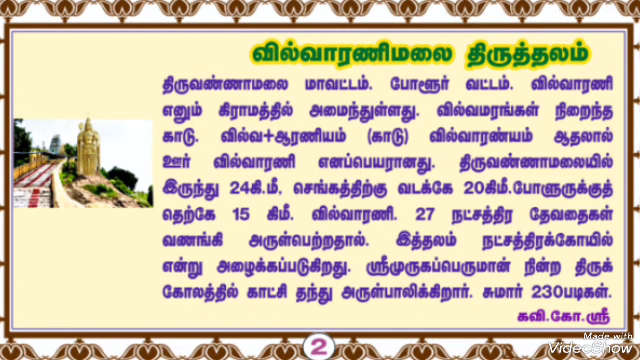 வில்வாரணிமலை திருத்தலம்
திருவண்ணாமலை மாவட்டம். போளூர் வட்டம். வில்வாரணி
எனும் கிராமத்தில் அமைந்துள்ளது. வில்வமரங்கள் நிறைந்த
காடு. வில்வ+ஆரணியம் (காடு) வில்வாரண்யம் ஆதலால்
ஊர் வில்வாரணி எனப்பெயரானது. திருவண்ணாமலையில்
இருந்து 24கி.மீ, செங்கத்திற்கு வடக்கே 20கிமீ.போளுருக்குத்
தெற்கே 15 கிமீ. வில்வாரணி. 27 நட்சத்திர தேவதைகள்
வணங்கி அருள்பெற்றதால். இத்தலம் நட்சத்திரக்கோயில்
என்று அழைக்கப்படுகிறது. ஸ்ரீமுருகப்பெருமான் நின்ற திருக்
கோலத்தில் காட்சி தந்து அருள்பாலிக்கிறார். சுமார் 230படிகள்.
கவி.கோ.ஸ்ரீ
2
Made with
VideoShow